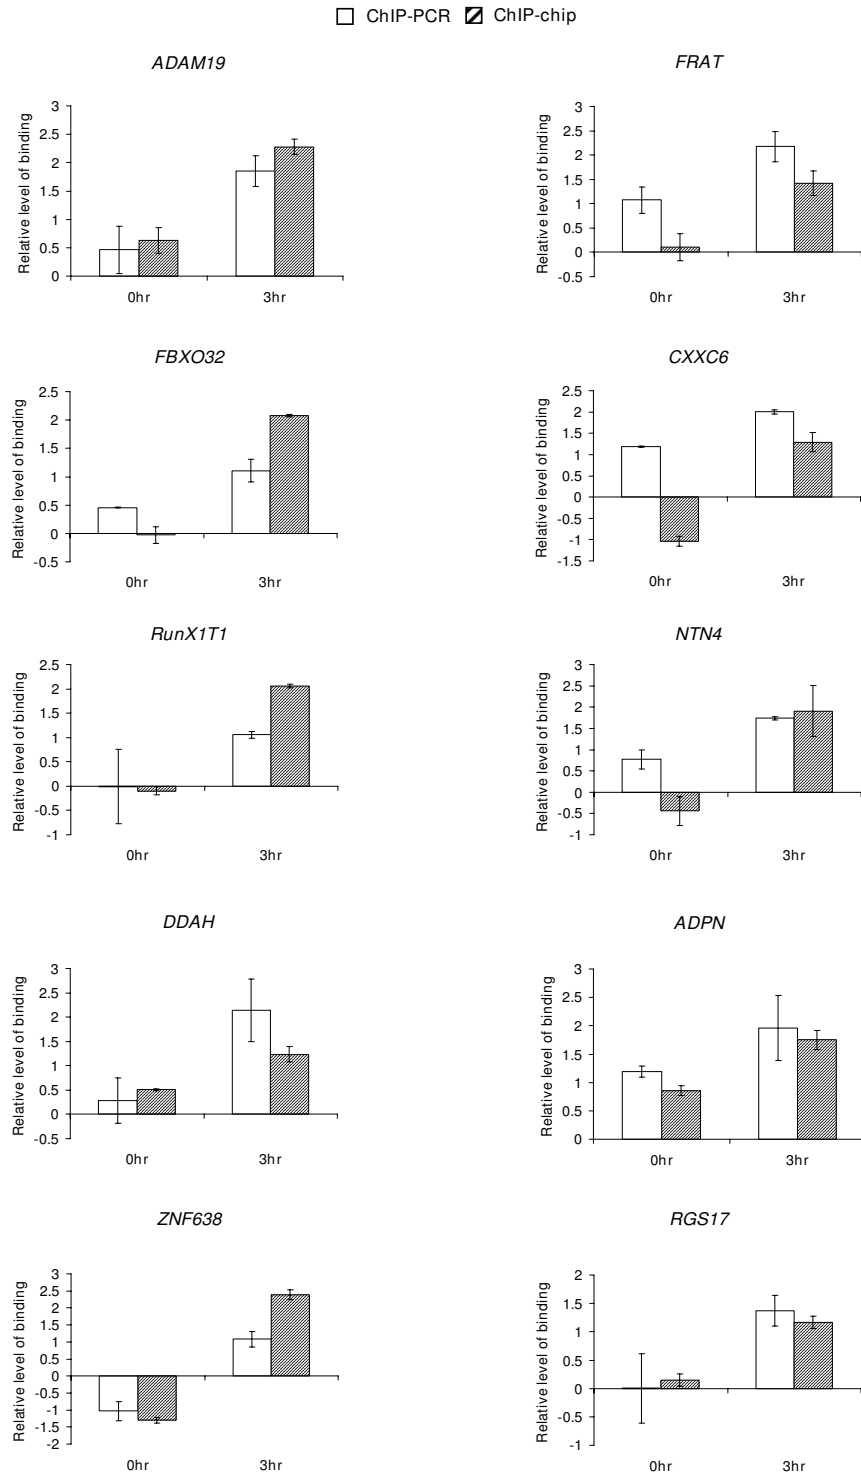 ChIP-PCR ChIP-chip
ADAM19
Relative level of binding
3
2.5
2
1.5
1
0.5
0
0hr 3hr
FRAT
Relative level of binding
3
2.5
2
1.5
1
0.5
0
-0.5
0hr 3hr
FBXO32
Relative level of binding
2.5
2
1.5
1
0.5
0
-0.5
0hr 3hr
CXXC6
Relative level of binding
2.5
2
1.5
1
0.5
0
-0.5
-1
-1.5
0hr 3hr
RunX1T1
Relative level of binding
2.5
2
1.5
1
0.5
0
-0.5
-1
0hr 3hr
NTN4
Relative level of binding
3
2.5
2
1.5
1
0.5
0
-0.5
-1
0hr 3hr
DDAH
Relative level of binding
3
2.5
2
1.5
1
0.5
0
-0.5
0hr 3hr
ADPN
Relative level of binding
3
2.5
2
1.5
1
0.5
0
0hr 3hr
ZNF638
Relative level of binding
3
2.5
2
1.5
1
0.5
0
-0.5
-1
-1.5
-2
0hr 3hr
RGS17
Relative level of binding
2
1.5
1
0.5
0
-0.5
-1
0hr 3hr